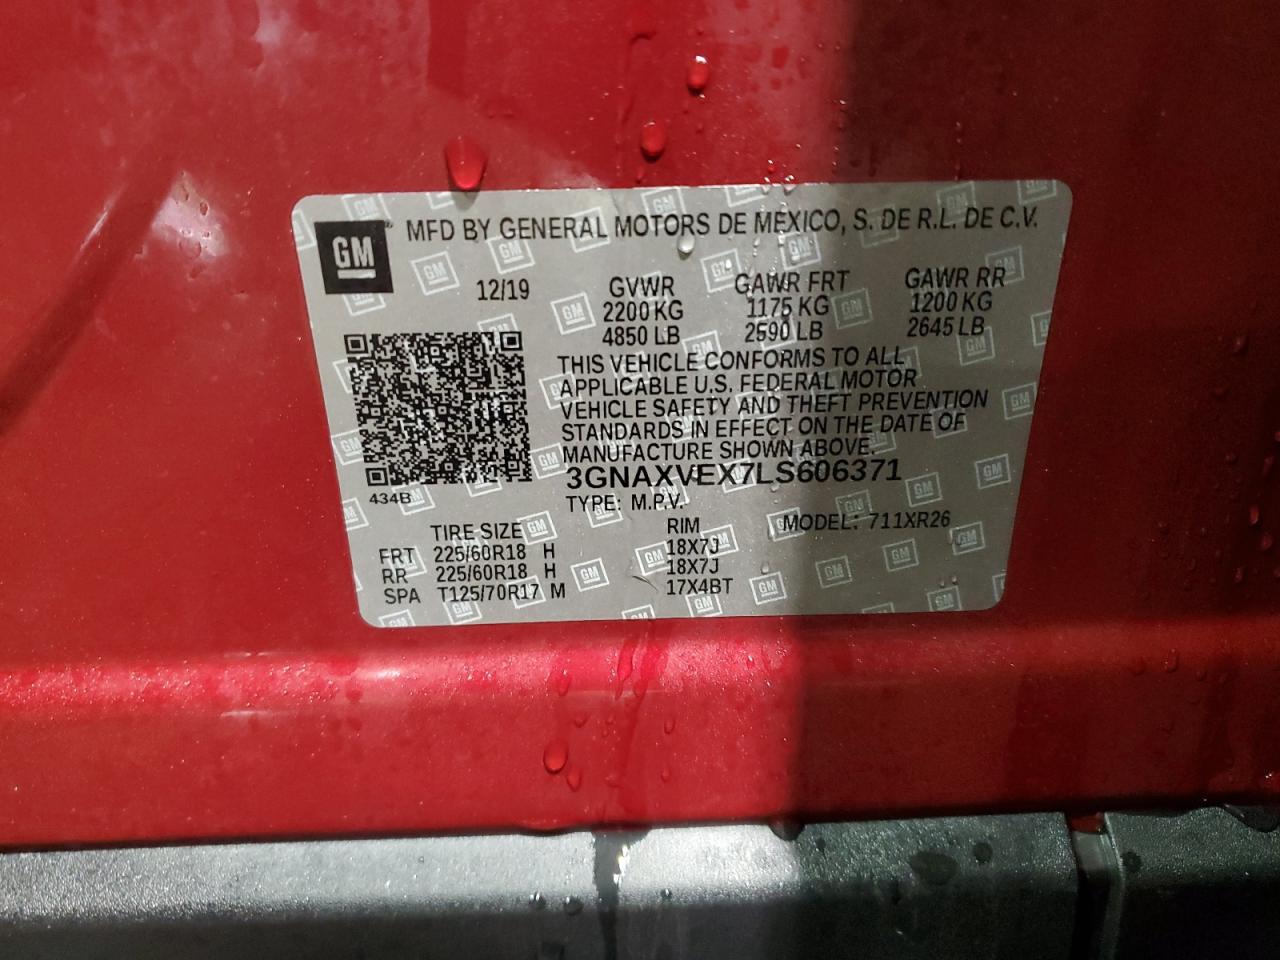 GM
MFD BY GENERAL MOTORS DE MEXICO, S. DE R.L. DE C.V.
12/19 GVWR GAWR FRT GAWR RR
2200 KG 1175 KG 1200 KG
4850 LB 2590 LB 2645 LB
THIS VEHICLE CONFORMS TO ALL
APPLICABLE U.S. FEDERAL MOTOR
VEHICLE SAFETY AND THEFT PREVENTION
STANDARDS IN EFFECT ON THE DATE OF
MANUFACTURE SHOWN ABOVE.
3GNAXVEX7LS606371
434B
TYPE: M.P.V.
TIRE SIZE RIM MODEL: 711XR26
FRT 225/60R18 H 18X7J
RR 225/60R18 H 18X7J
SPA T125/70R17 M 17X4BT